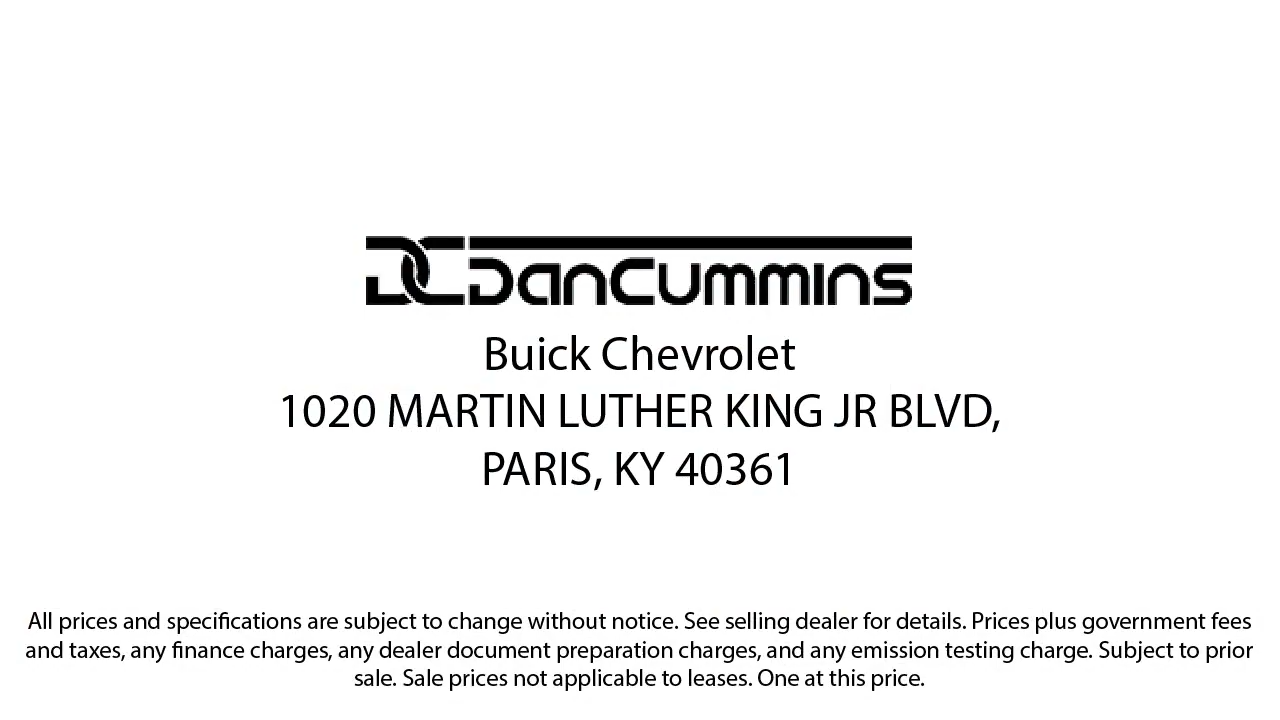 DC DanCummins
Buick Chevrolet
1020 MARTIN LUTHER KING JR BLVD,
PARIS, KY 40361
All prices and specifications are subject to change without notice. See selling dealer for details. Prices plus government fees
and taxes, any finance charges, any dealer document preparation charges, and any emission testing charge. Subject to prior
sale. Sale prices not applicable to leases. One at this price.